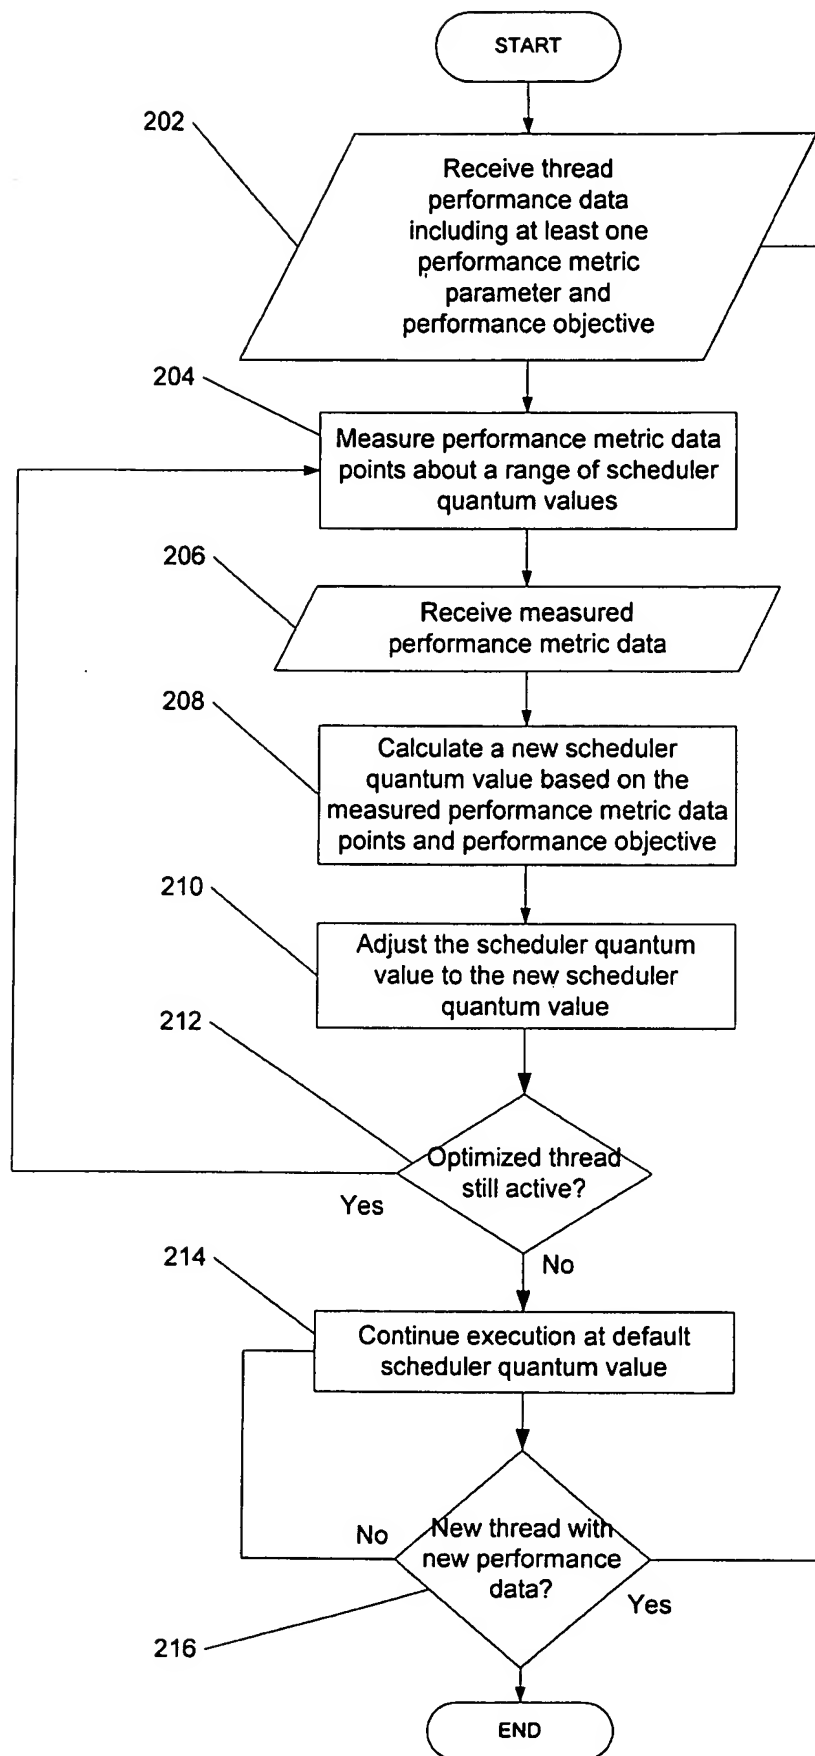 START
202
Receive thread
performance data
including at least one
performance metric
parameter and
performance objective
204
Measure performance metric data
points about a range of scheduler
quantum values
206
Receive measured
performance metric data
208
Calculate a new scheduler
quantum value based on the
measured performance metric data
points and performance objective
210
Adjust the scheduler quantum
value to the new scheduler
quantum value
212
Optimized thread
still active?
Yes
No
214
Continue execution at default
scheduler quantum value
No
New thread with
new performance
data?
Yes
216
END